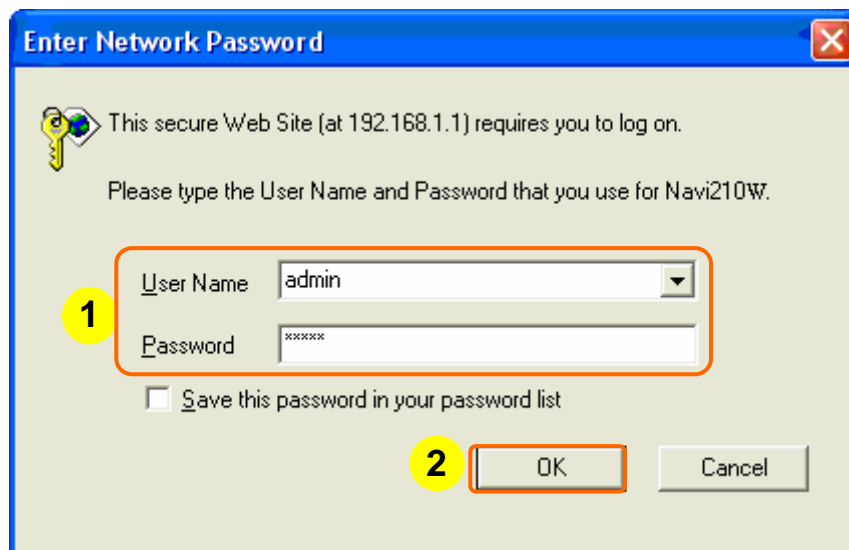 Enter Network Password
This secure Web Site (at 192.168.1.1) requires you to log on.
Please type the User Name and Password that you use for Navi210W.
1
User Name admin
Password *****
Save this password in your password list
2 OK Cancel